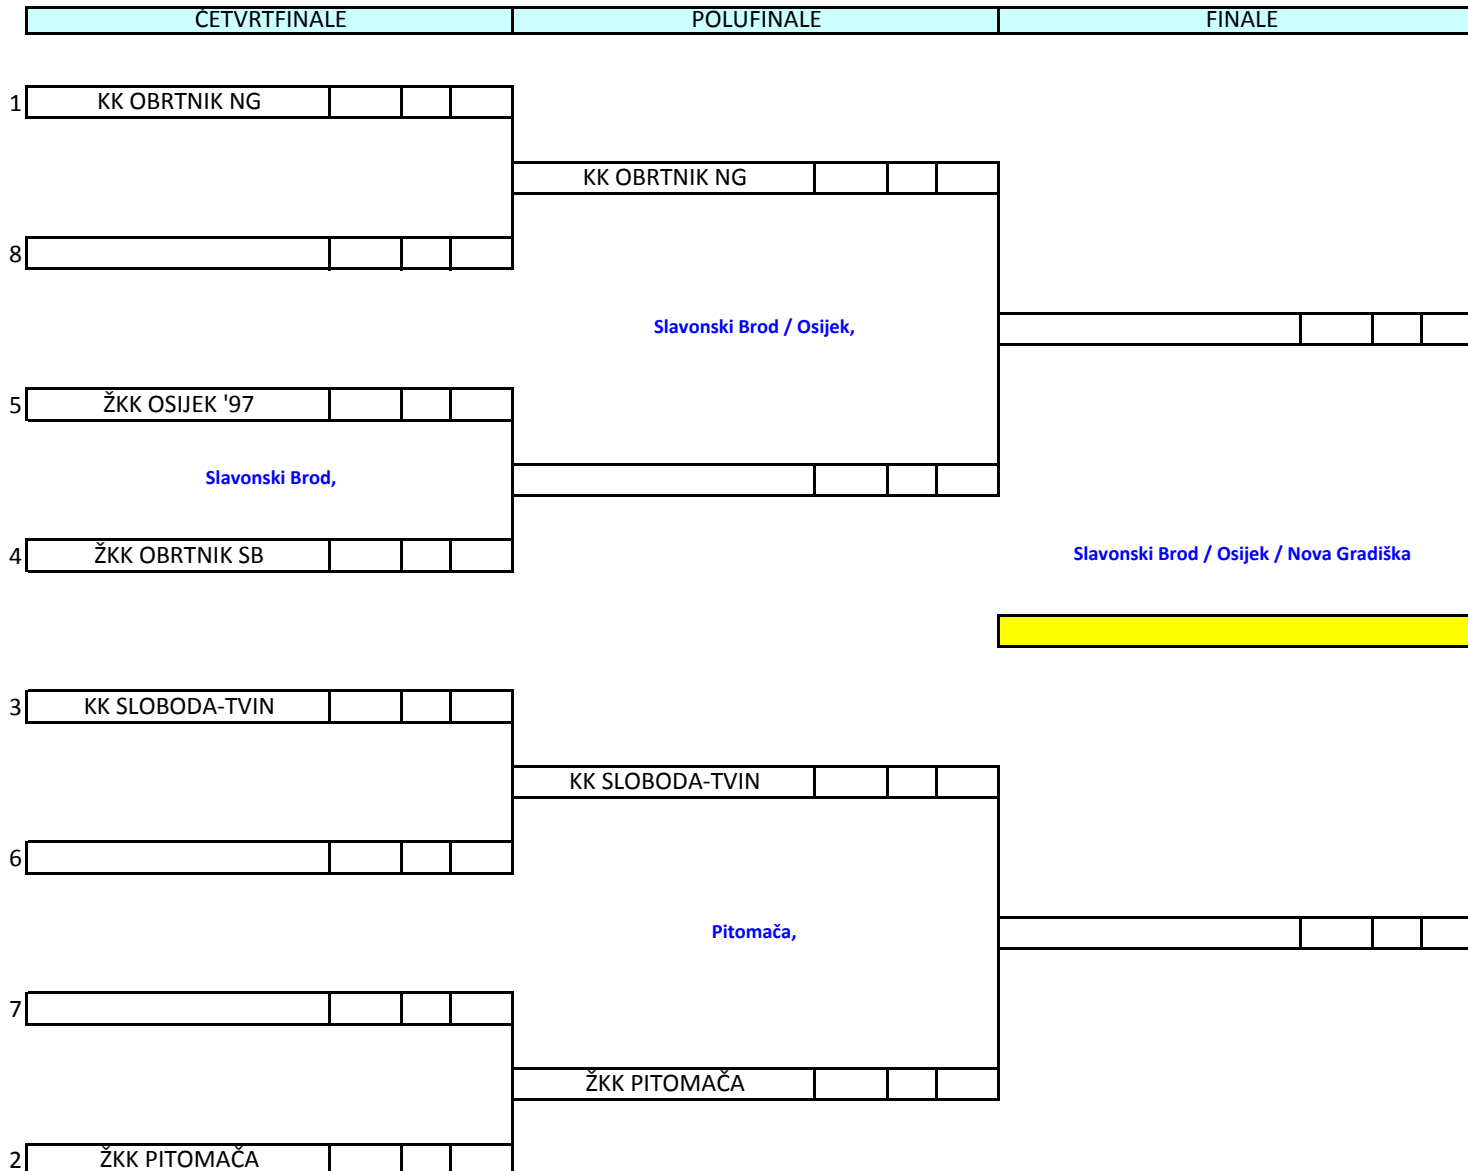 ČETVRTFINALE POLUFINALE FINALE
1 KK OBRTNIK NG
KK OBRTNIK NG
8
Slavonski Brod / Osijek,
5 ŽKK OSIJEK '97
Slavonski Brod,
4 ŽKK OBRTNIK SB
Slavonski Brod / Osijek / Nova Gradiška
3 KK SLOBODA-TVIN
KK SLOBODA-TVIN
6
Pitomača,
7
ŽKK PITOMAČA
2 ŽKK PITOMAČA